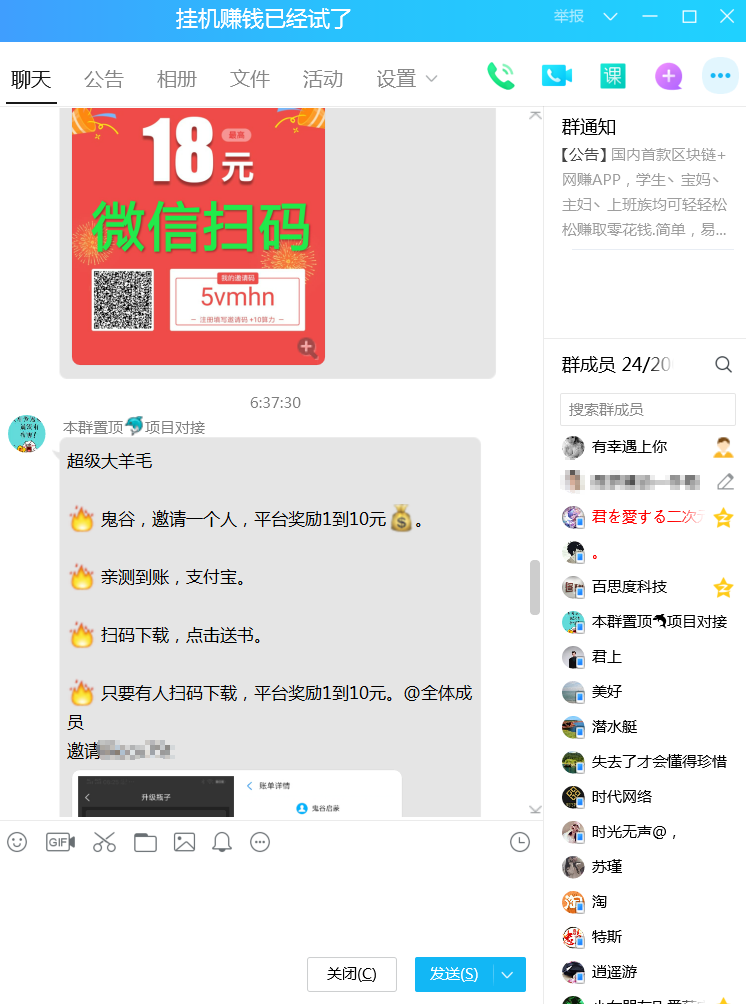 挂机赚钱已经试了
举报
聊天 公告 相册 文件 活动 设置
课
18元
最高
微信扫码
我的邀请码
5vmhn
注册填写邀请码 +10算力
6:37:30
本群置顶🐬项目对接
超级大羊毛
🔥 鬼谷，邀请一个人，平台奖励1到10元💰。
🔥 亲测到账，支付宝。
🔥 扫码下载，点击送书。
🔥 只要有人扫码下载，平台奖励1到10元。@全体成
员
邀请
升级瓶子
账单详情
鬼谷启蒙
GIF
关闭(C) 发送(S)
群通知
【公告】国内首款区块链+
网赚APP，学生、宝妈、
主妇、上班族均可轻轻松
松赚取零花钱.简单，易...
群成员 24/200
搜索群成员
有幸遇上你
君を愛する二次
。
百思度科技
本群置顶🐬项目对接
君上
美好
潜水艇
失去了才会懂得珍惜
时代网络
时光无声@，
苏瑾
淘
特斯
逍遥游